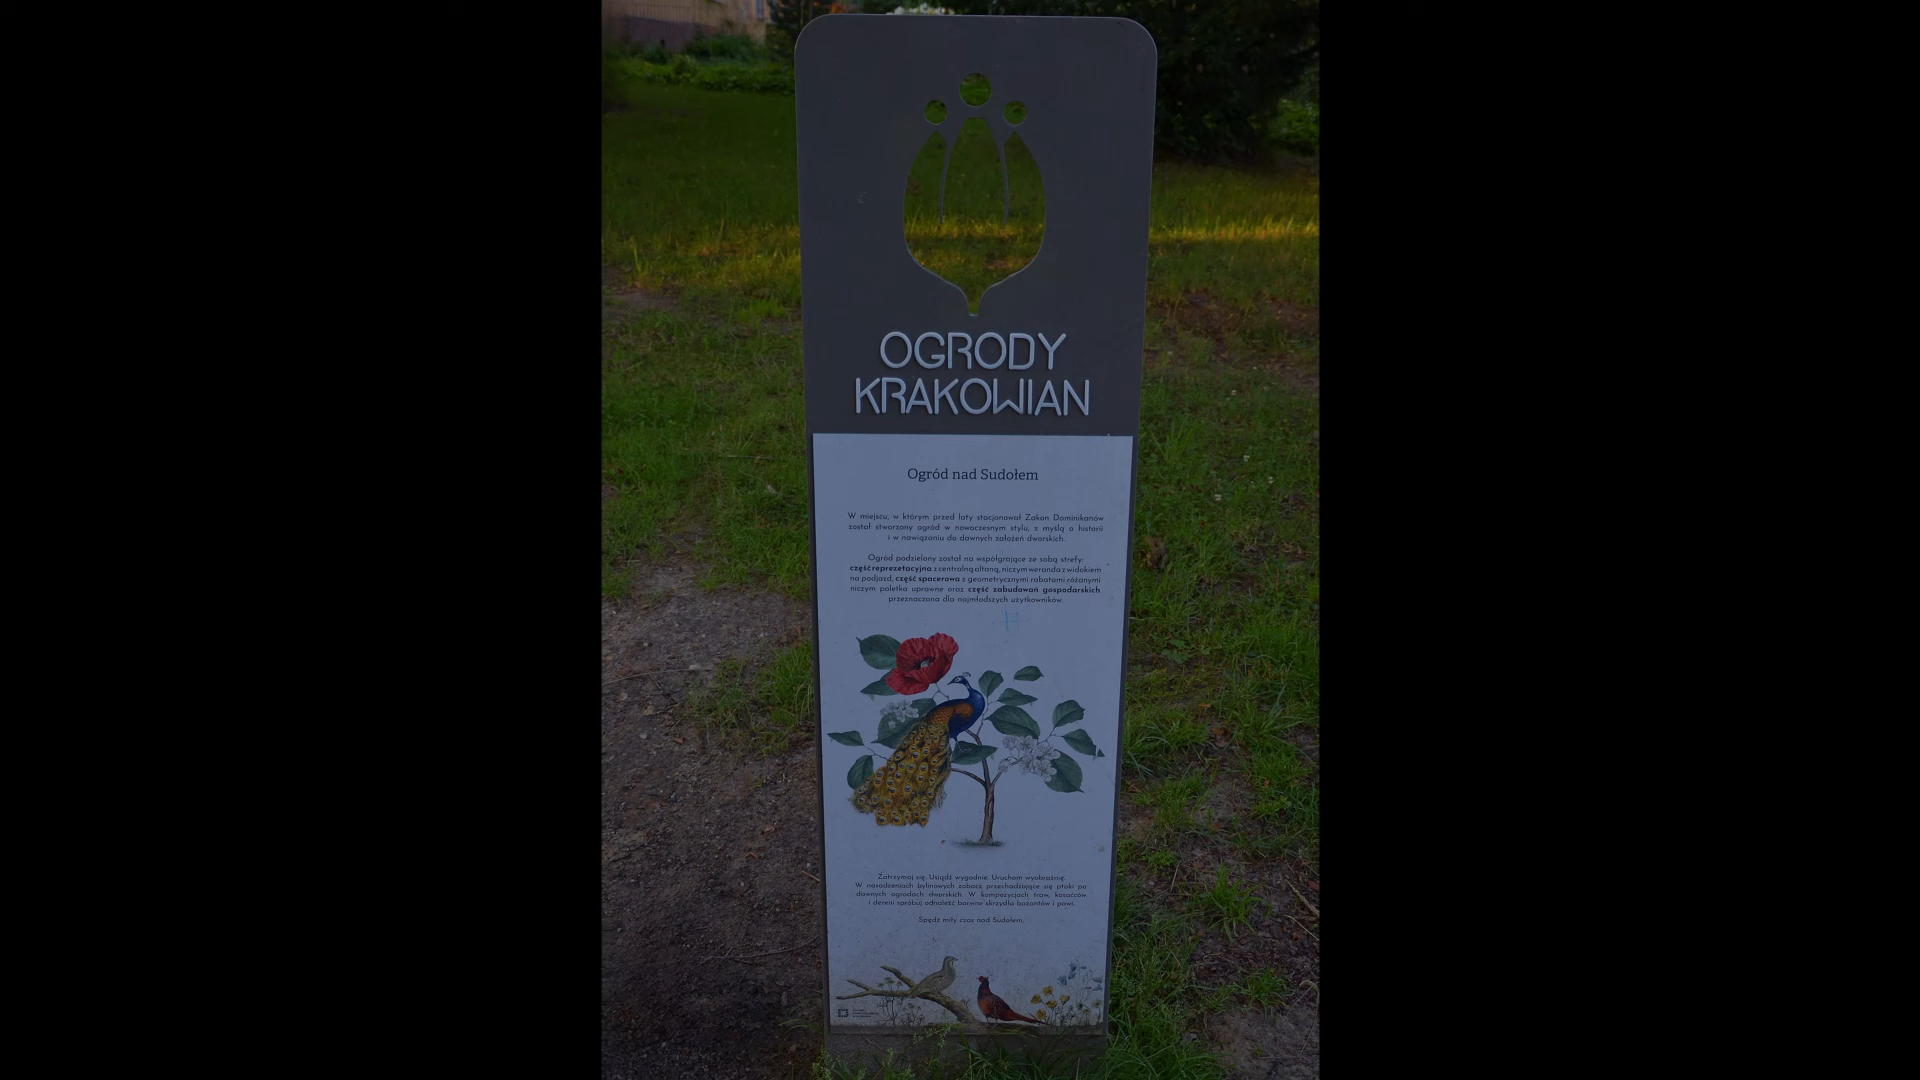 OGRODY
KRAKOWIAN
Ogród nad Sudołem
W miejscu, w którym przed laty stacjonował Zakon Dominikanów
został stworzony ogród w nowoczesnym stylu, z myślą o historii
i w nawiązaniu do dawnych założeń dworskich.
Ogród podzielony został na współgrające ze sobą strefy:
część reprezetacyjna z centralną altaną, niczym weranda z widokiem
na podjazd, część spacerowa z geometrycznymi rabatami różanymi
niczym poletka uprawne oraz część zabudowań gospodarskich
przeznaczona dla najmłodszych użytkowników.
Zatrzymaj się. Usiądź wygodnie. Uruchom wyobraźnię.
W nasadzeniach bylinowych zobacz przechadzające się ptaki po
dawnych ogrodach dworskich. W kompozycjach traw, kosaćców
i dereni spróbuj odnaleźć barwne skrzydła bażantów i pawi.
Spędź miły czas nad Sudołem.